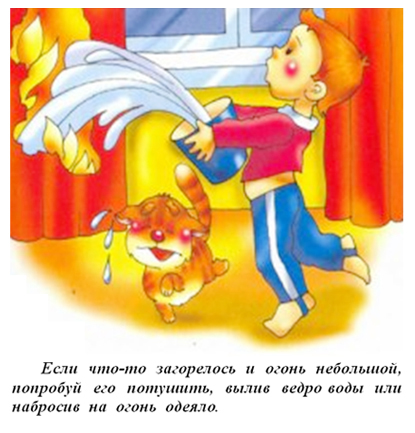 Если что-то загорелось и огонь небольшой,
попробуй его потушить, вылив ведро воды или
набросив на огонь одеяло.